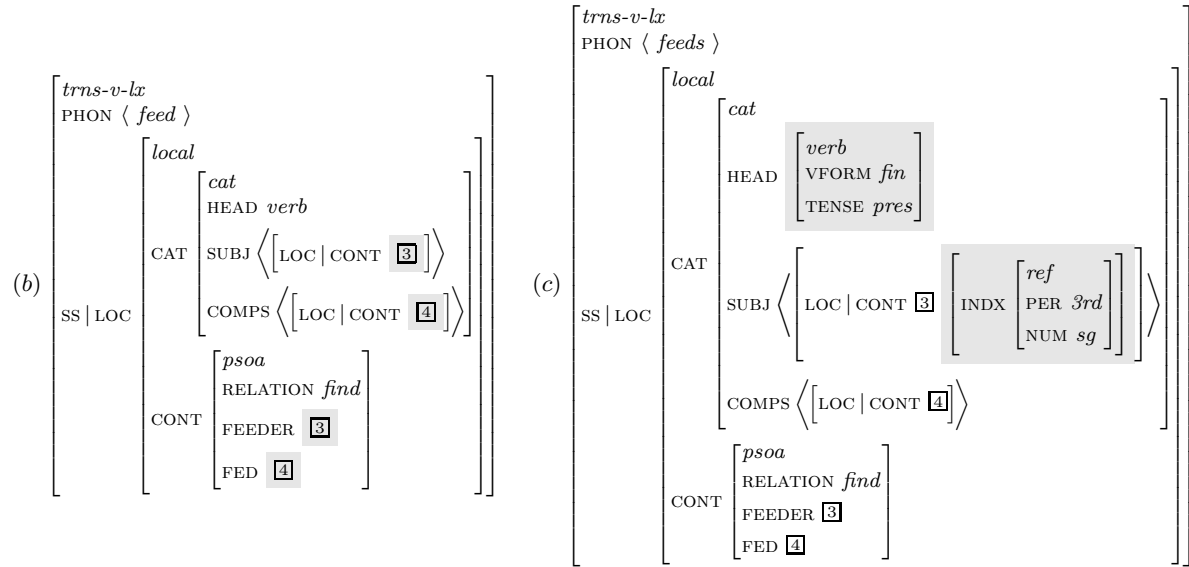 (b)
trns-v-lx
PHON ⟨ feed ⟩
SS | LOC
local
CAT
cat
HEAD verb
SUBJ ⟨[LOC | CONT 3]⟩
COMPS ⟨[LOC | CONT 4]⟩
CONT
psoa
RELATION find
FEEDER 3
FED 4
(c)
trns-v-lx
PHON ⟨ feeds ⟩
SS | LOC
local
CAT
cat
HEAD
verb
VFORM fin
TENSE pres
SUBJ ⟨[LOC | CONT 3 [INDX
ref
PER 3rd
NUM sg
]]⟩
COMPS ⟨[LOC | CONT 4]⟩
CONT
psoa
RELATION find
FEEDER 3
FED 4